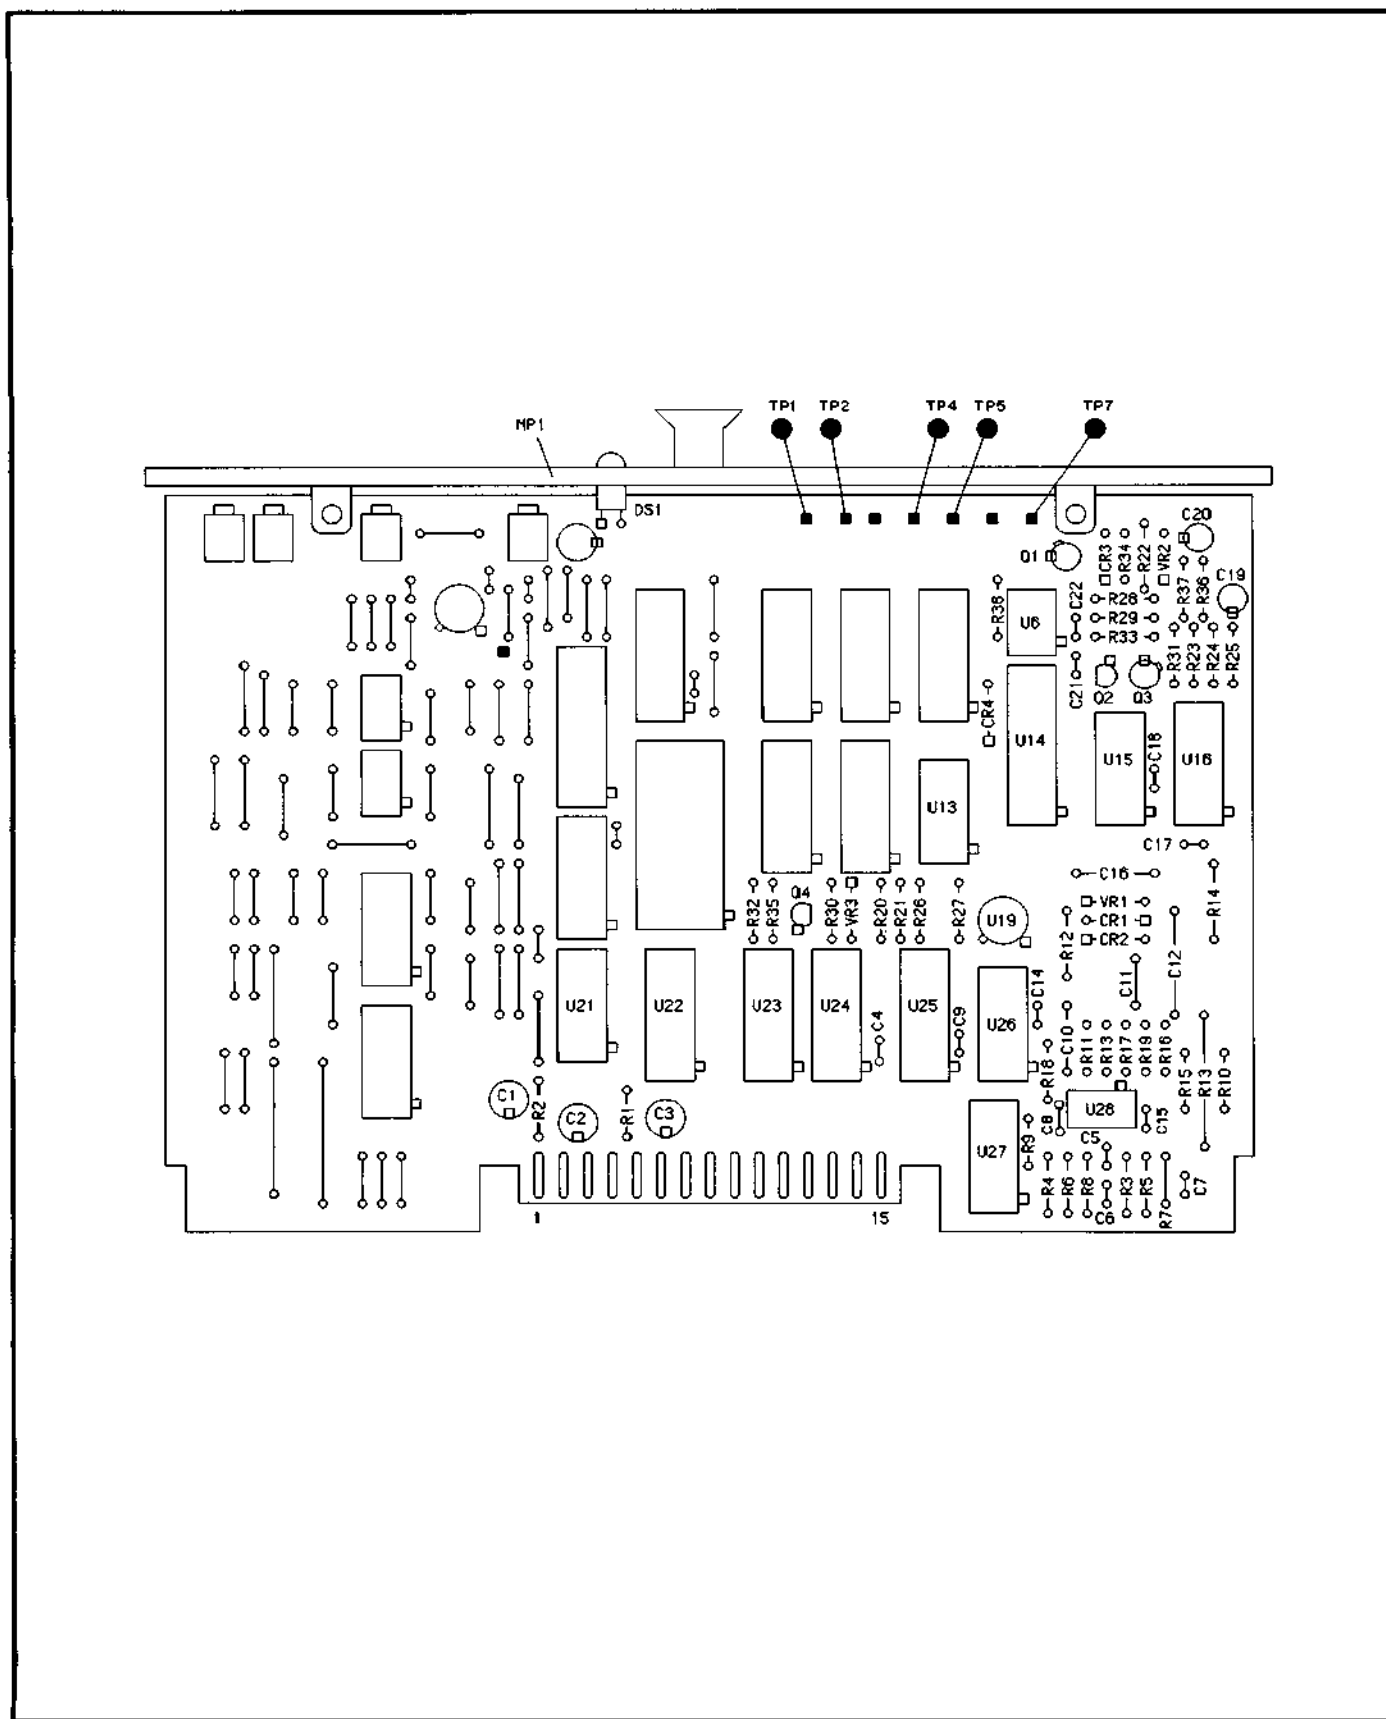 TP1 TP2 TP4 TP5 TP7
MP1
DS1
C20
Q1
CR3
R34
R22
VR2
R37
R36
C19
R38
U6
C22
R28
R29
R33
R31
R23
R24
R25
C21
Q2
Q3
CR4
U14
U15
C18
U16
U13
C17
C16
R14
R32
R35
Q4
R30
VR3
R20
R21
R26
R27
U19
R12
VR1
CR1
CR2
C12
C11
U21
U22
U23
U24
C4
U25
C9
U26
C14
C10
R11
R13
R17
R19
R16
R18
R15
R13
R10
C1
R2
C2
R1
C3
C8
U28
C15
U27
R9
C5
R4
R6
R8
C6
R3
R5
R7
C7
1 15